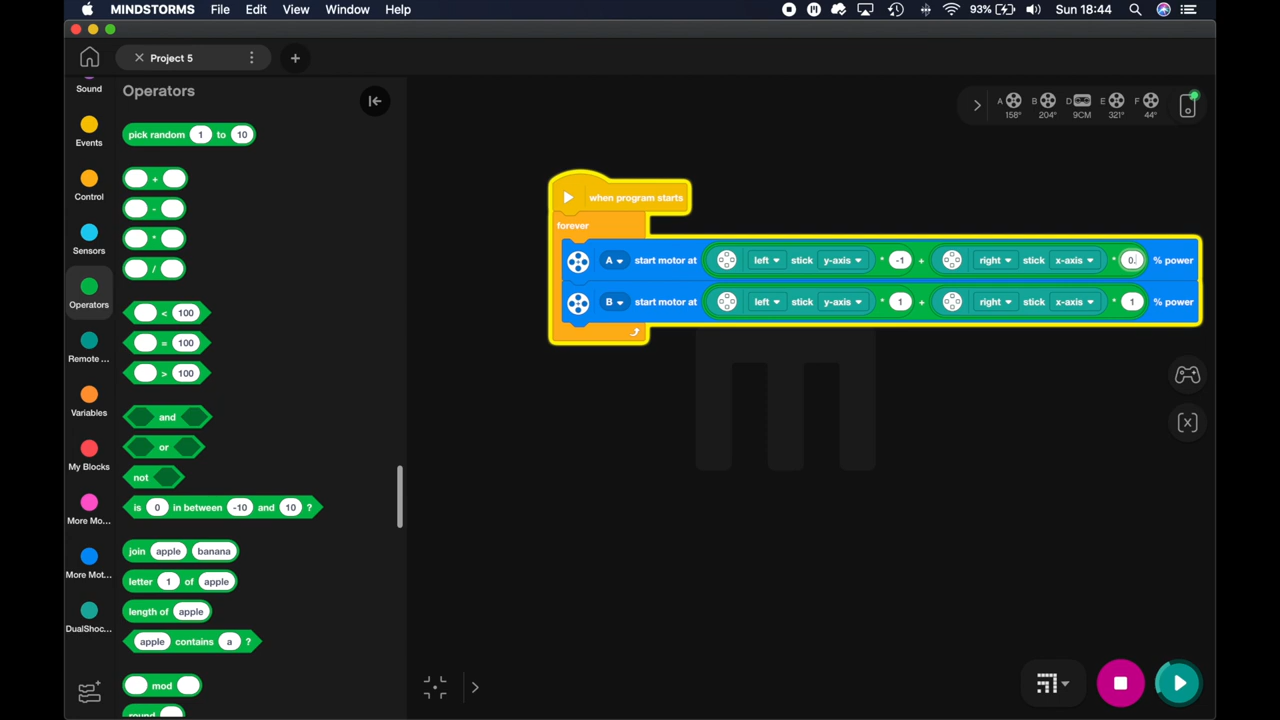 MINDSTORMS File Edit View Window Help 93% Sun 18:44
Project 5
Sound
Events
Control
Sensors
Operators
Remote ...
Variables
My Blocks
More Mo...
More Mot...
DualShoc...
Operators
pick random 1 to 10
+
-
*
/
< 100
= 100
> 100
and
or
not
is 0 in between -10 and 10 ?
join apple banana
letter 1 of apple
length of apple
apple contains a ?
mod
round
A B D E F
158° 204° 9CM 321° 44°
when program starts
forever
A start motor at left stick y-axis * -1 + right stick x-axis * 0. % power
B start motor at left stick y-axis * 1 + right stick x-axis * 1 % power